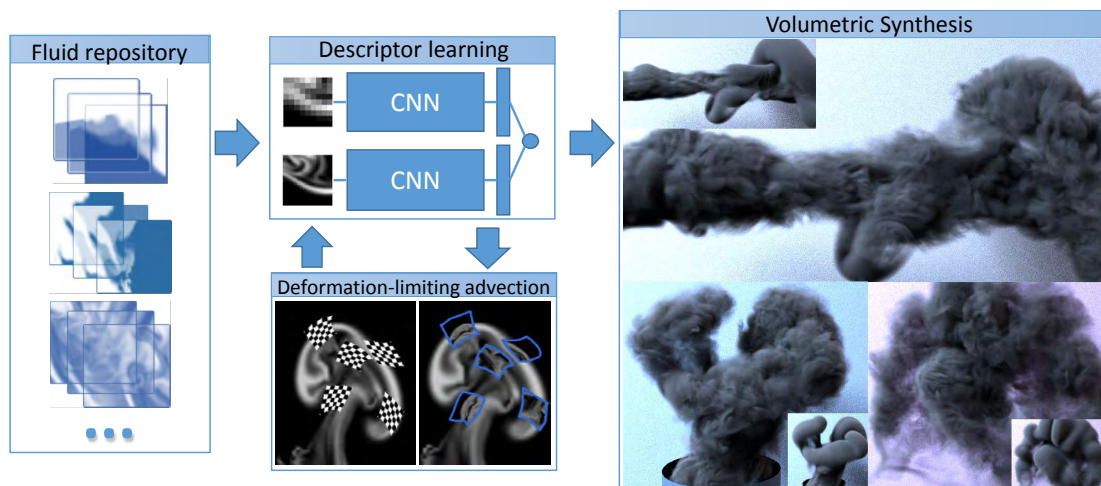 Fluid repository
Descriptor learning
CNN
CNN
Deformation-limiting advection
Volumetric Synthesis